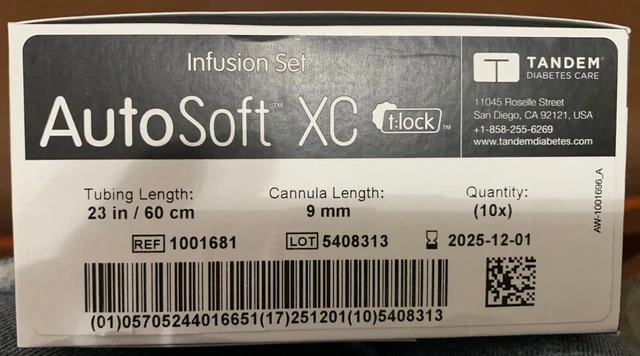 Infusion Set
AutoSoft™ XC t:lock™
TANDEM®
DIABETES CARE
11045 Roselle Street
San Diego, CA 92121, USA
+1-858-255-6269
www.tandemdiabetes.com
Tubing Length:
23 in / 60 cm
Cannula Length:
9 mm
Quantity:
(10x)
REF 1001681
LOT 5408313
2025-12-01
(01)05705244016651(17)251201(10)5408313
AW-1001696_A